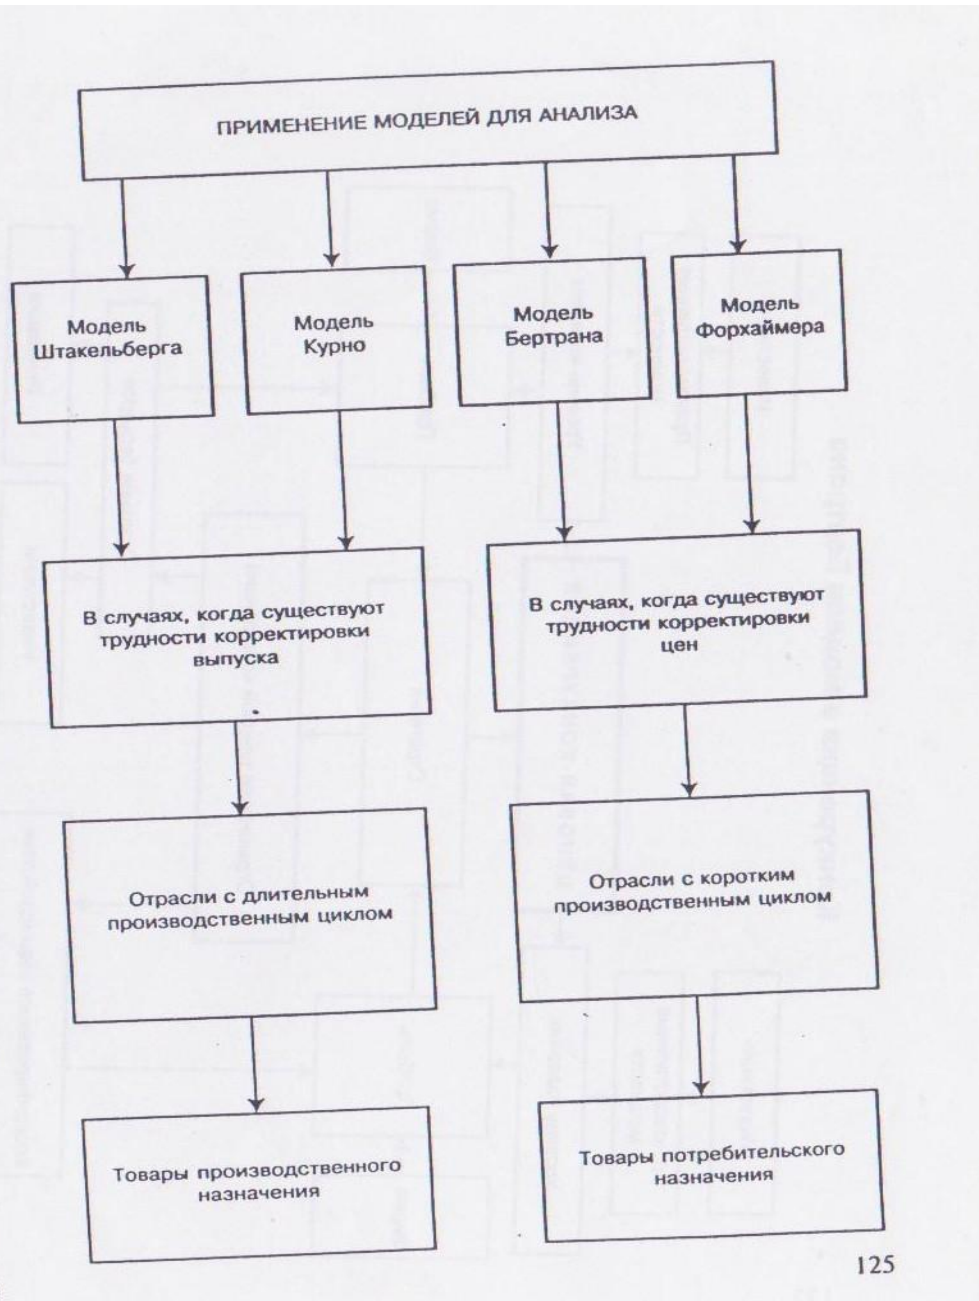 ПРИМЕНЕНИЕ МОДЕЛЕЙ ДЛЯ АНАЛИЗА
Модель
Штакельберга
Модель
Курно
Модель
Бертрана
Модель
Форхаймера
В случаях, когда существуют
трудности корректировки
выпуска
В случаях, когда существуют
трудности корректировки
цен
Отрасли с длительным
производственным циклом
Отрасли с коротким
производственным циклом
Товары производственного
назначения
Товары потребительского
назначения
125